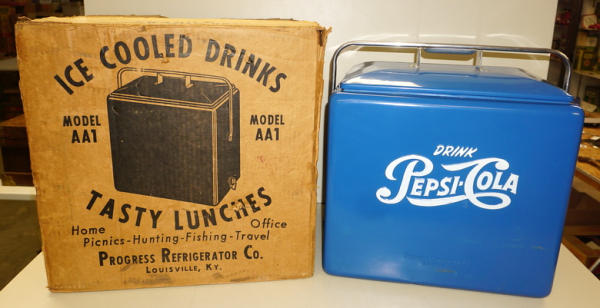 ICE COOLED DRINKS
MODEL AA1
MODEL AA1
TASTY LUNCHES
Home Office
Picnics-Hunting-Fishing-Travel
PROGRESS REFRIGERATOR CO.
LOUISVILLE, KY.
DRINK
PEPSI-COLA